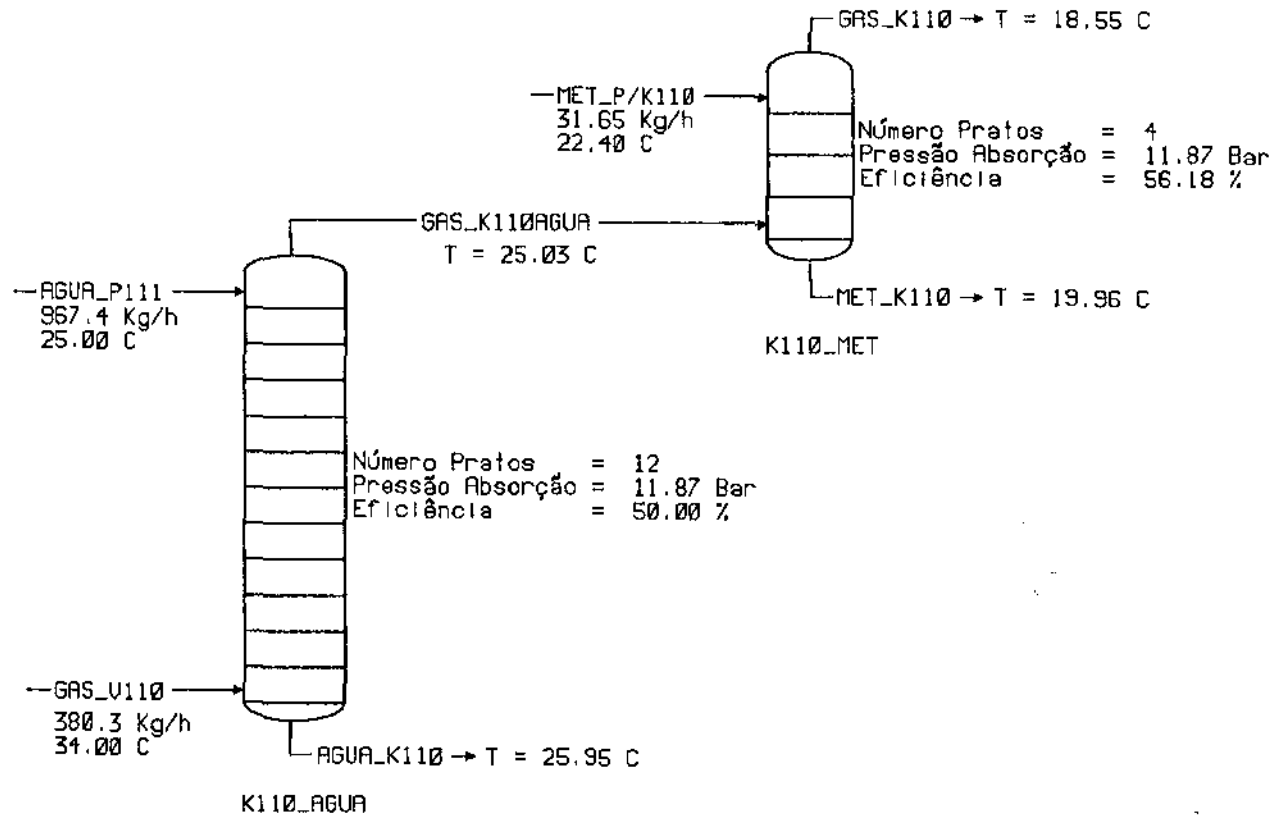 GAS_K110 → T = 18.55 C
MET_P/K110
31.65 Kg/h
22.40 C
Número Pratos = 4
Pressão Absorção = 11.87 Bar
Eficiência = 56.18 %
GAS_K110AGUA
T = 25.03 C
MET_K110 → T = 19.96 C
K110_MET
AGUA_P111
967.4 Kg/h
25.00 C
Número Pratos = 12
Pressão Absorção = 11.87 Bar
Eficiência = 50.00 %
GAS_V110
380.3 Kg/h
34.00 C
AGUA_K110 → T = 25.95 C
K110_AGUA